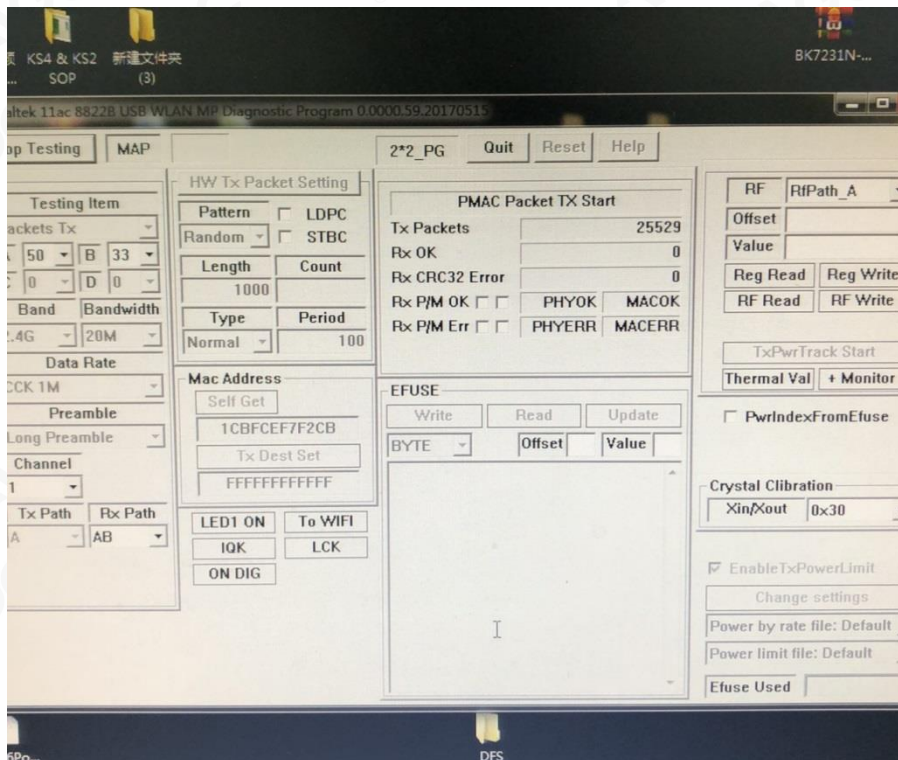 KS4 & KS2
SOP
新建文件夹
(3)
BK7231N-...
altek 11ac 8822B USB WLAN MP Diagnostic Program 0.0000.59.20170515
op Testing
MAP
2*2_PG
Quit
Reset
Help
Testing Item
ackets Tx
50
B
33
0
D
0
Band
Bandwidth
.4G
20M
Data Rate
CCK 1M
Preamble
Long Preamble
Channel
1
Tx Path
Rx Path
A
AB
HW Tx Packet Setting
Pattern
LDPC
Random
STBC
Length
Count
1000
Type
Period
Normal
100
Mac Address
Self Get
1CBFCEF7F2CB
Tx Dest Set
FFFFFFFFFFFF
LED1 ON
To WIFI
IQK
LCK
ON DIG
PMAC Packet TX Start
Tx Packets
25529
Rx OK
0
Rx CRC32 Error
0
Rx P/M OK
PHYOK
MACOK
Rx P/M Err
PHYERR
MACERR
EFUSE
Write
Read
Update
BYTE
Offset
Value
RF
RfPath_A
Offset
Value
Reg Read
Reg Write
RF Read
RF Write
TxPwrTrack Start
Thermal Val
+ Monitor
PwrIndexFromEfuse
Crystal Clibration
Xin/Xout
0x30
EnableTxPowerLimit
Change settings
Power by rate file: Default
Power limit file: Default
Efuse Used
DFS